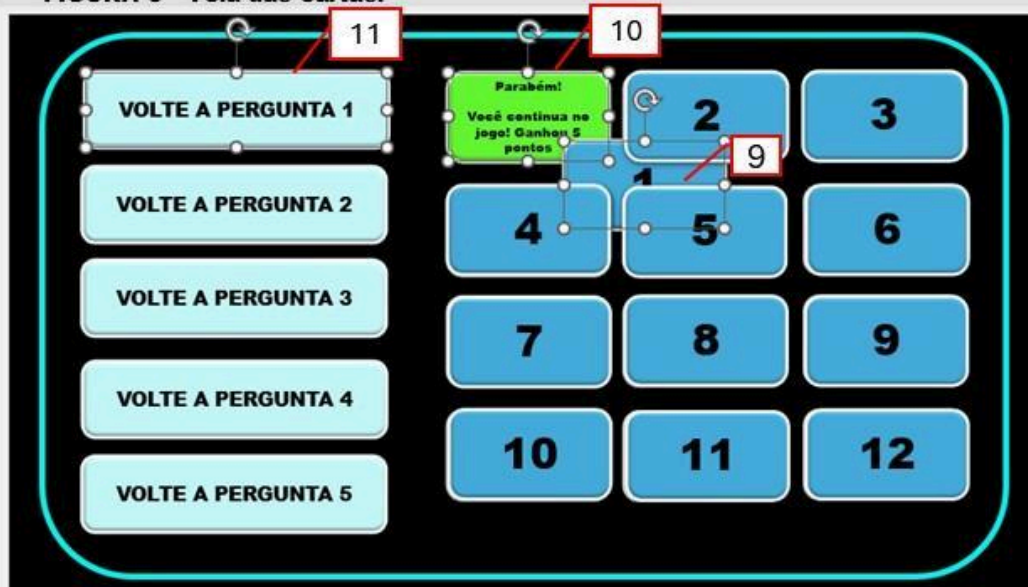 11
10
VOLTE A PERGUNTA 1
Parabém!
Você continua no
jogo! Ganhou 5
pontos
2
3
9
1
VOLTE A PERGUNTA 2
4
5
6
VOLTE A PERGUNTA 3
7
8
9
VOLTE A PERGUNTA 4
10
11
12
VOLTE A PERGUNTA 5